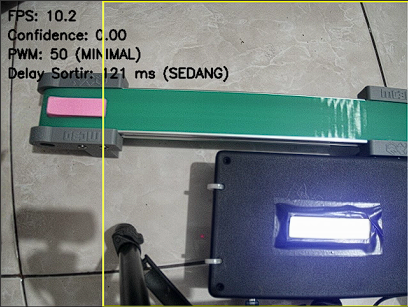 FPS: 10.2
Confidence: 0.00
PWM: 50 (MINIMAL)
Delay Sortir: 121 ms (SEDANG)